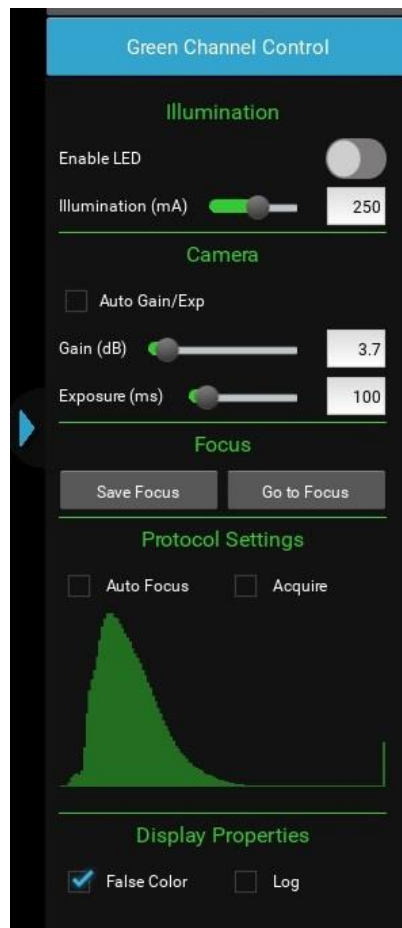 Green Channel Control
Illumination
Enable LED
Illumination (mA) 250
Camera
Auto Gain/Exp
Gain (dB) 3.7
Exposure (ms) 100
Focus
Save Focus Go to Focus
Protocol Settings
Auto Focus Acquire
Display Properties
False Color Log